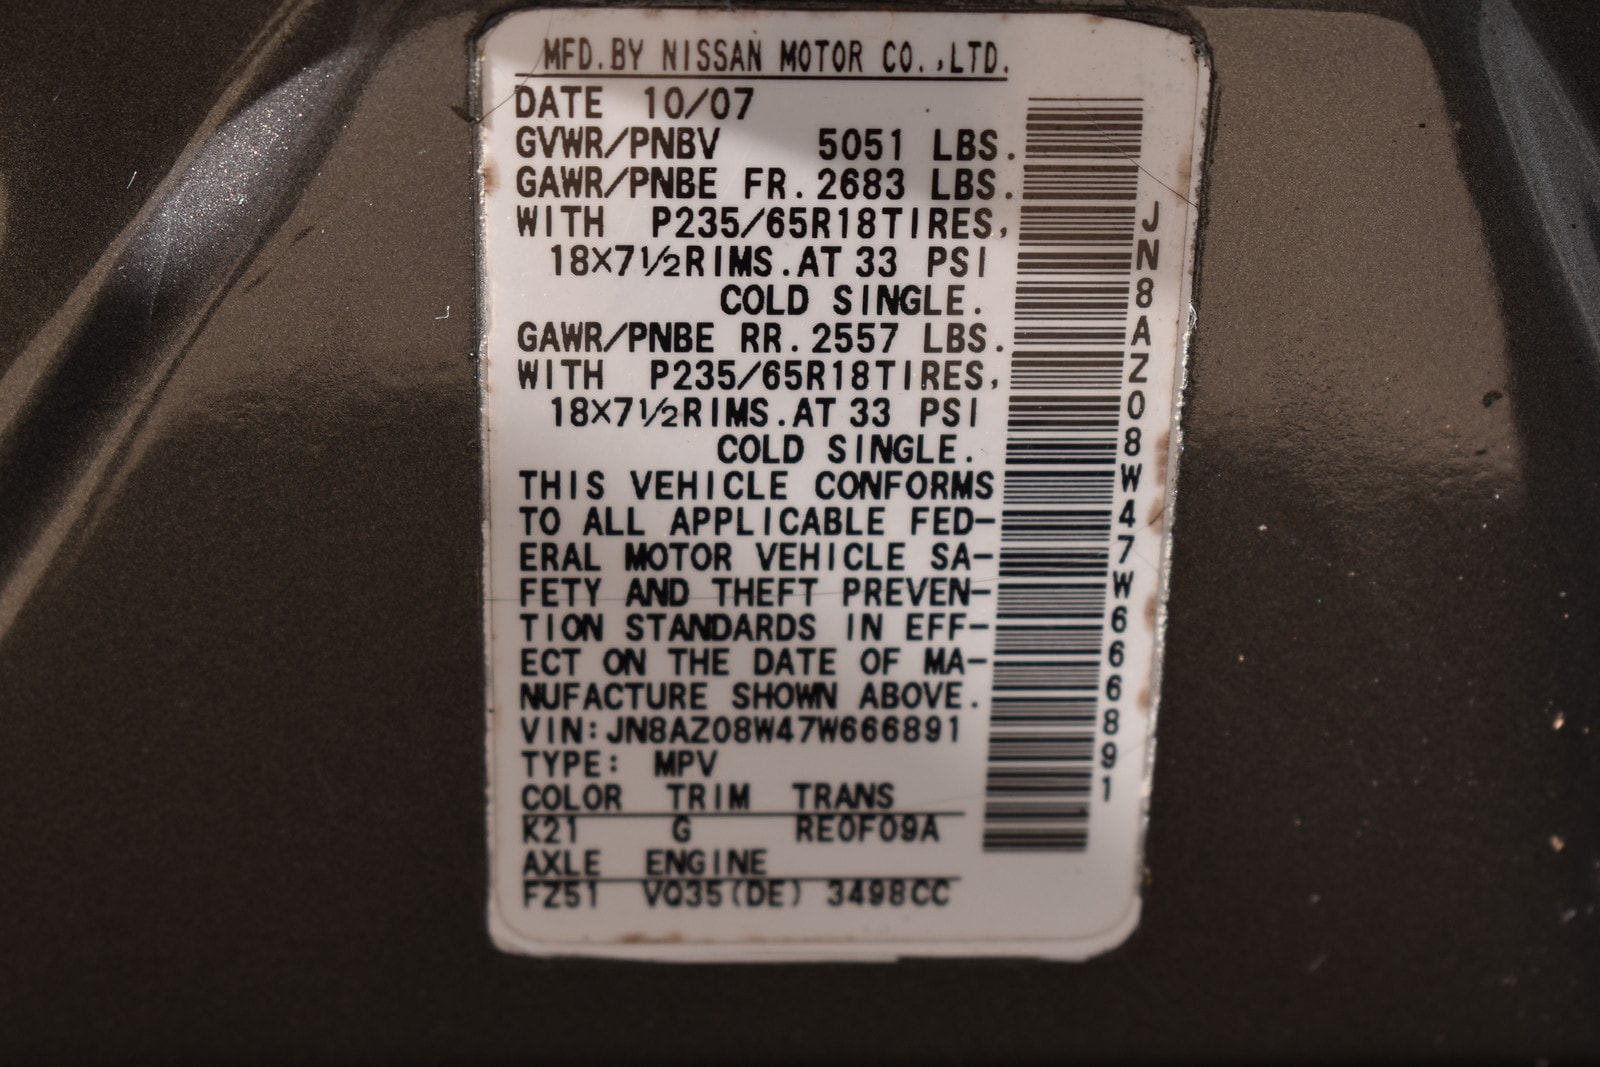 MFD.BY NISSAN MOTOR CO.,LTD.
DATE 10/07
GVWR/PNBV 5051 LBS.
GAWR/PNBE FR.2683 LBS.
WITH P235/65R18TIRES,
18×7½RIMS.AT 33 PSI
COLD SINGLE.
GAWR/PNBE RR.2557 LBS.
WITH P235/65R18TIRES,
18×7½RIMS.AT 33 PSI
COLD SINGLE.
THIS VEHICLE CONFORMS
TO ALL APPLICABLE FED-
ERAL MOTOR VEHICLE SA-
FETY AND THEFT PREVEN-
TION STANDARDS IN EFF-
ECT ON THE DATE OF MA-
NUFACTURE SHOWN ABOVE.
VIN:JN8AZ08W47W666891
TYPE: MPV
COLOR TRIM TRANS
K21 G RE0F09A
AXLE ENGINE
FZ51 VQ35(DE) 3498CC
JN8AZ08W47W666891